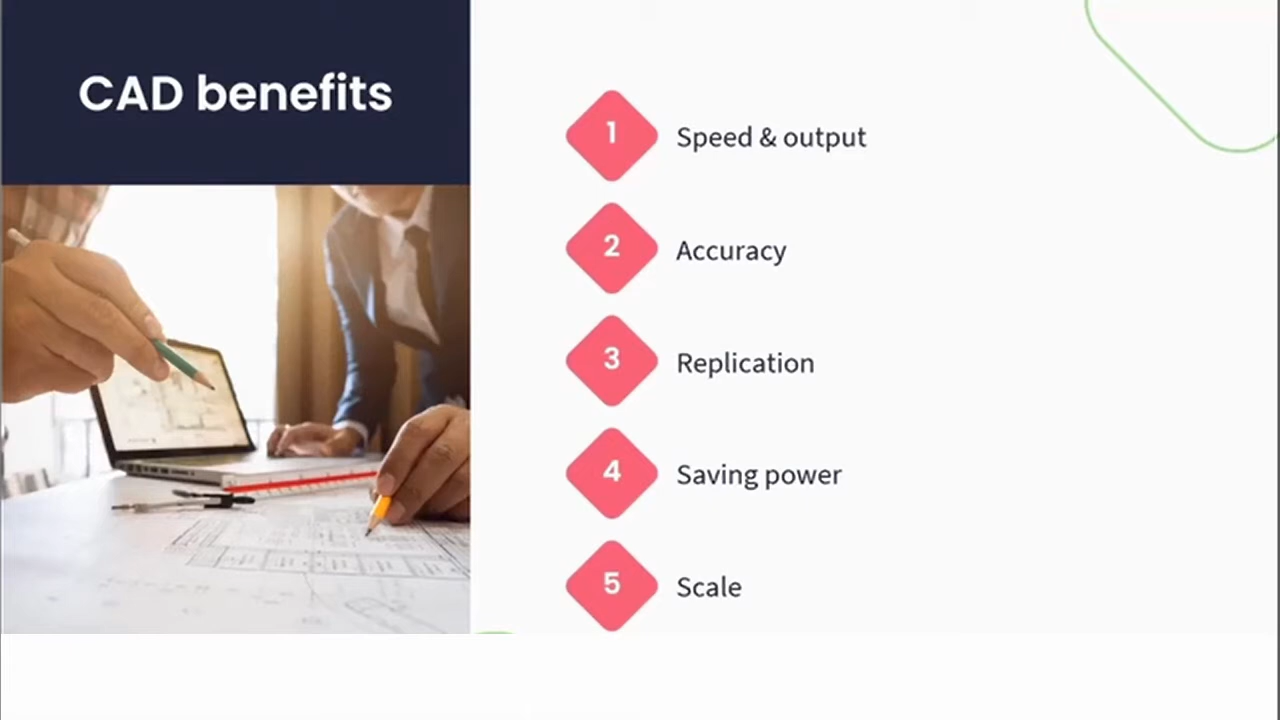 CAD benefits
1 Speed & output
2 Accuracy
3 Replication
4 Saving power
5 Scale